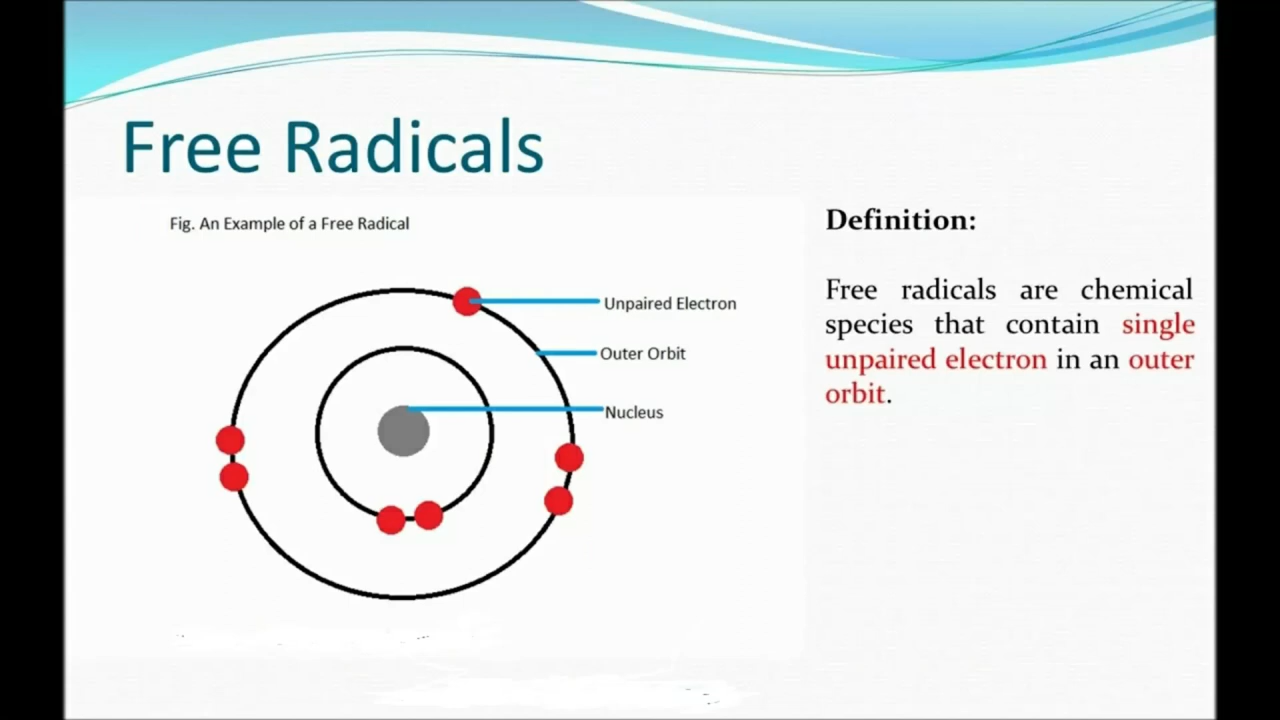 Free Radicals
Fig. An Example of a Free Radical
Unpaired Electron
Outer Orbit
Nucleus
Definition:
Free radicals are chemical
species that contain single
unpaired electron in an outer
orbit.